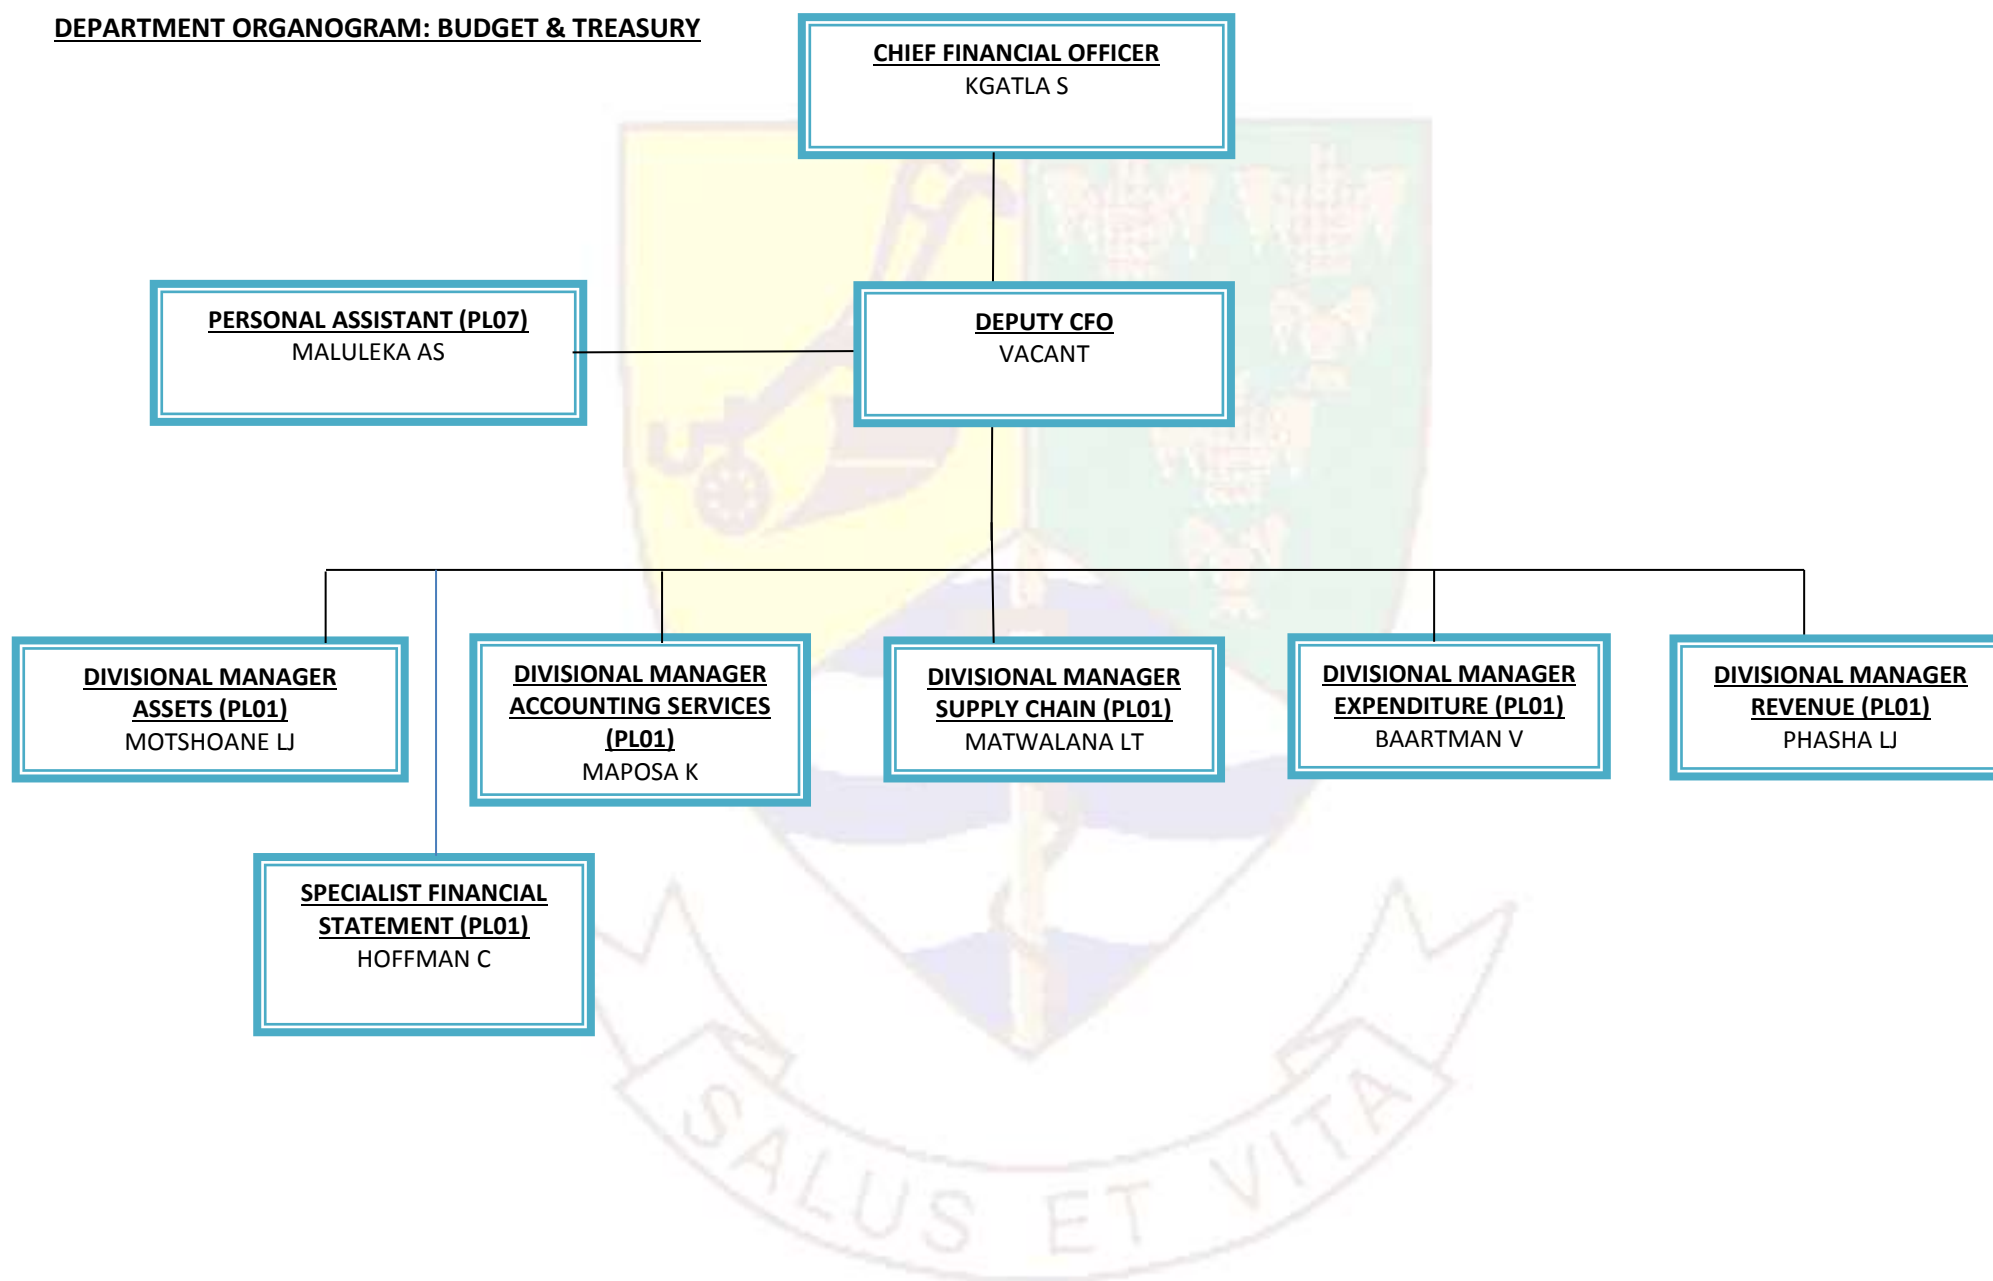 DEPARTMENT ORGANOGRAM: BUDGET & TREASURY
CHIEF FINANCIAL OFFICER
KGATLA S
PERSONAL ASSISTANT (PL07)
MALULEKA AS
DEPUTY CFO
VACANT
DIVISIONAL MANAGER
ASSETS (PL01)
MOTSHOANE LJ
DIVISIONAL MANAGER
ACCOUNTING SERVICES
(PL01)
MAPOSA K
DIVISIONAL MANAGER
SUPPLY CHAIN (PL01)
MATWALANA LT
DIVISIONAL MANAGER
EXPENDITURE (PL01)
BAARTMAN V
DIVISIONAL MANAGER
REVENUE (PL01)
PHASHA LJ
SPECIALIST FINANCIAL
STATEMENT (PL01)
HOFFMAN C
SALUS ET VITA